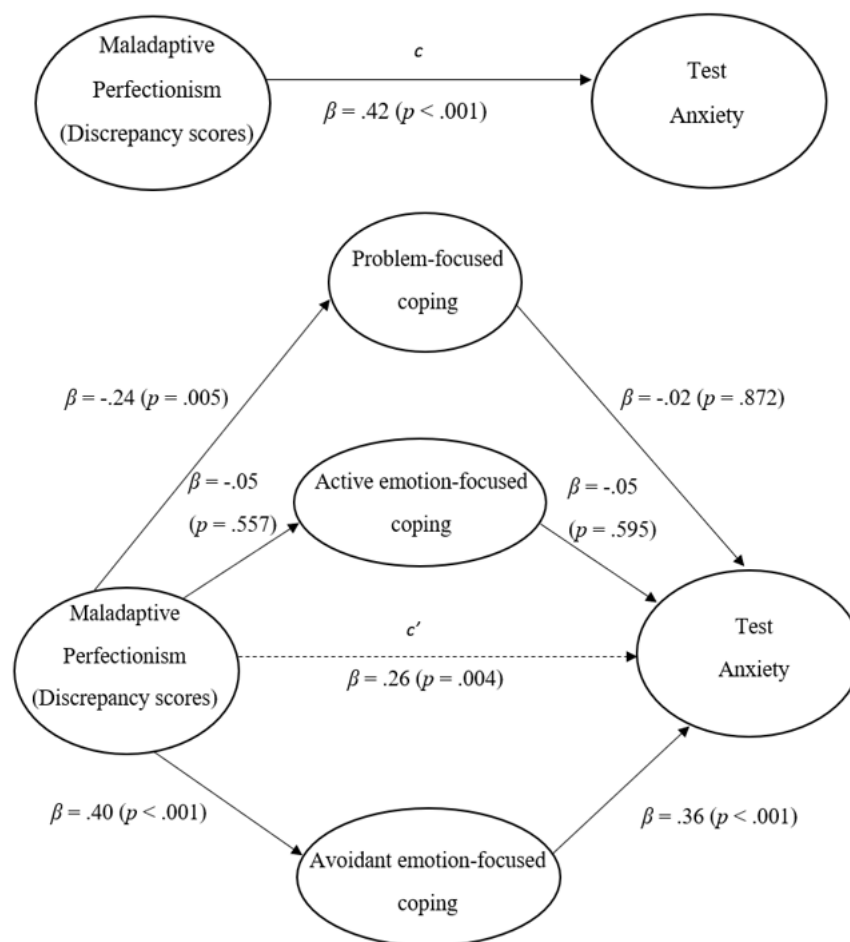 Maladaptive
Perfectionism
(Discrepancy scores)
c
β = .42 (p < .001)
Test
Anxiety
Problem-focused
coping
β = -.24 (p = .005)
β = -.02 (p = .872)
β = -.05
(p = .557)
Active emotion-focused
coping
β = -.05
(p = .595)
Maladaptive
Perfectionism
(Discrepancy scores)
c′
β = .26 (p = .004)
Test
Anxiety
β = .40 (p < .001)
β = .36 (p < .001)
Avoidant emotion-focused
coping